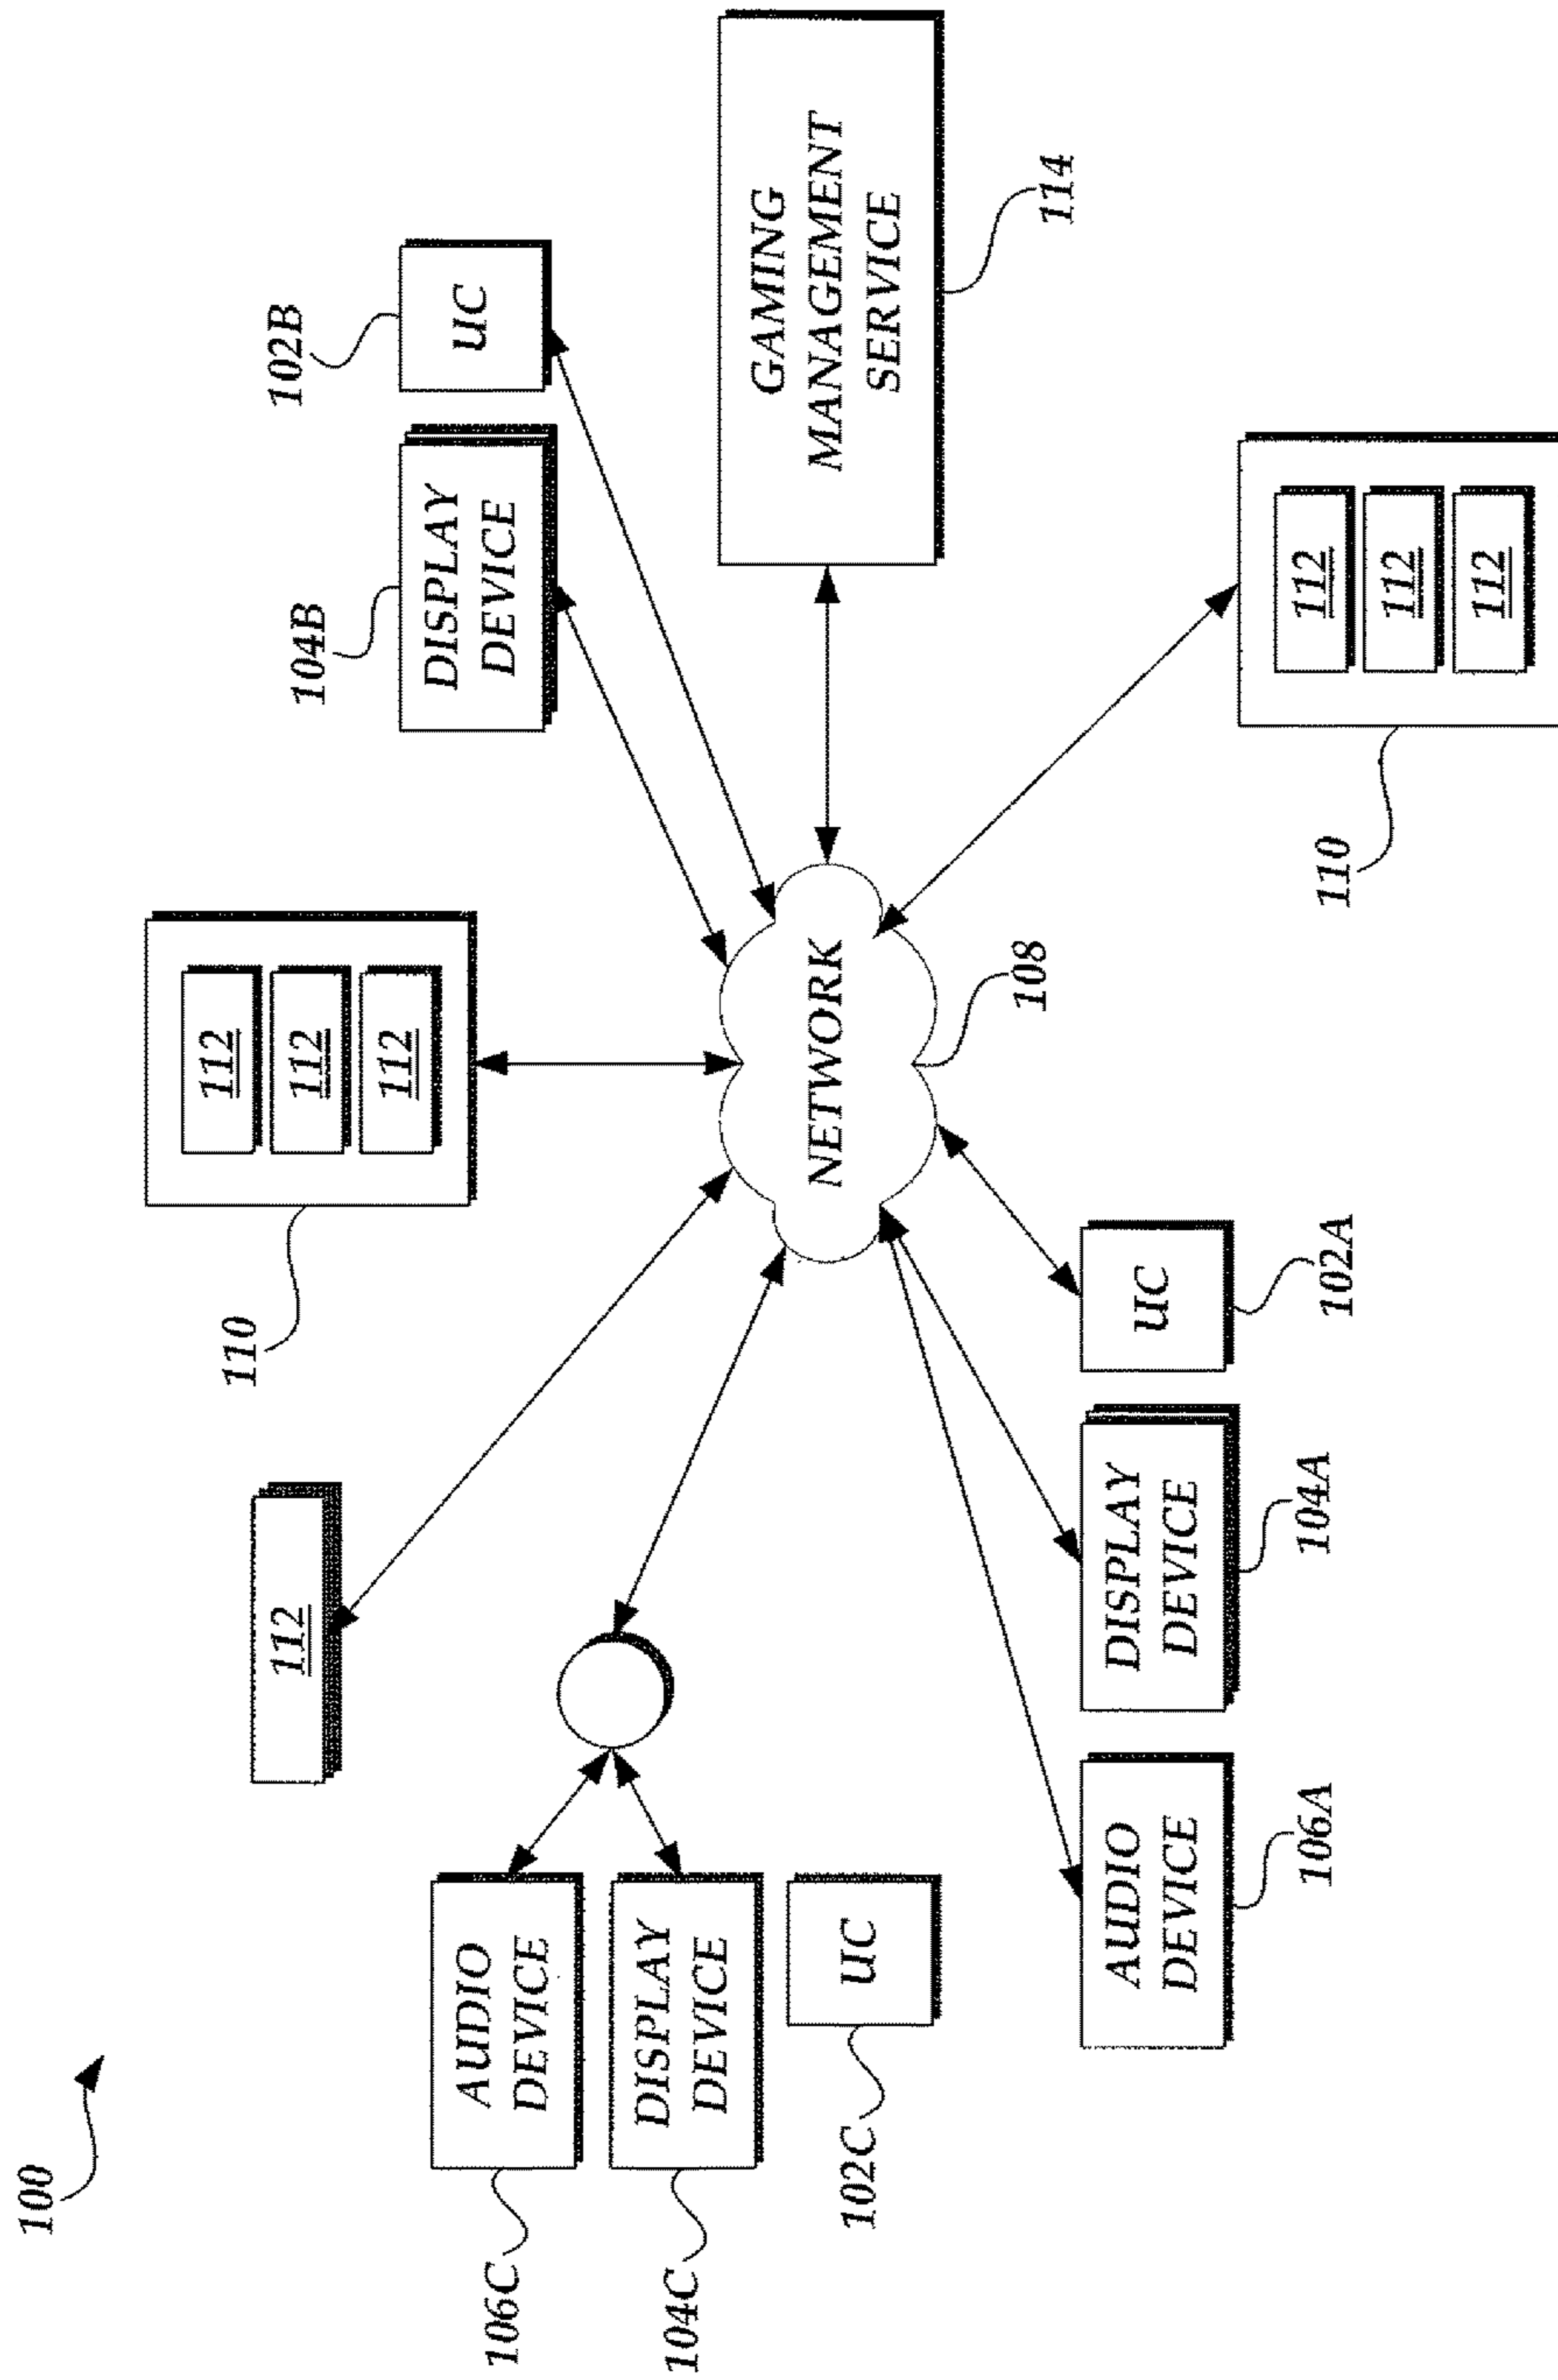 100
112
112
112
110
112
102B
104B
UC
DISPLAY
DEVICE
AUDIO
DEVICE
106C
DISPLAY
DEVICE
104C
GAMING
MANAGEMENT
SERVICE
NETWORK
UC
102C
108
114
AUDIO
DEVICE
DISPLAY
DEVICE
UC
106A
104A
102A
112
112
112
110